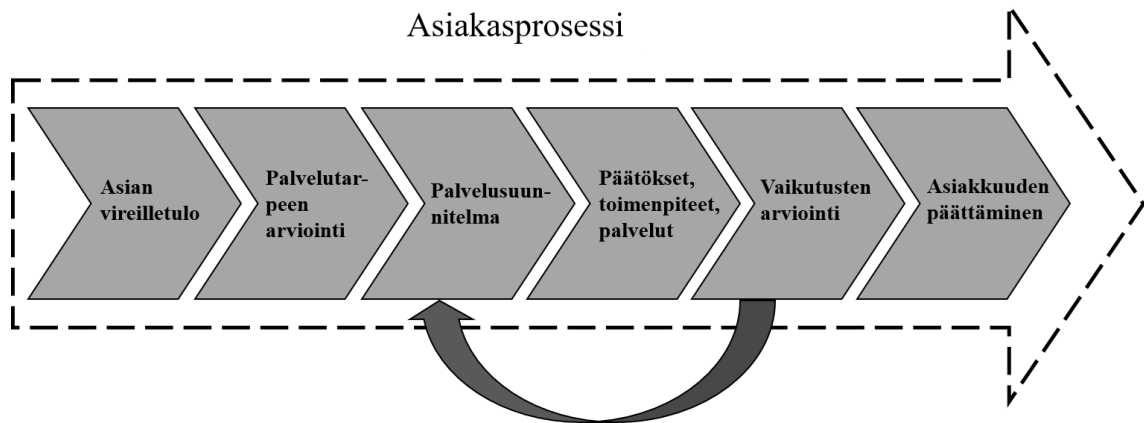 Asiakasprosessi
Asian
vireilletulo
Palvelutar-
peen
arviointi
Palvelusuun-
nitelma
Päätökset,
toimenpiteet,
palvelut
Vaikutusten
arviointi
Asiakkuuden
päättäminen